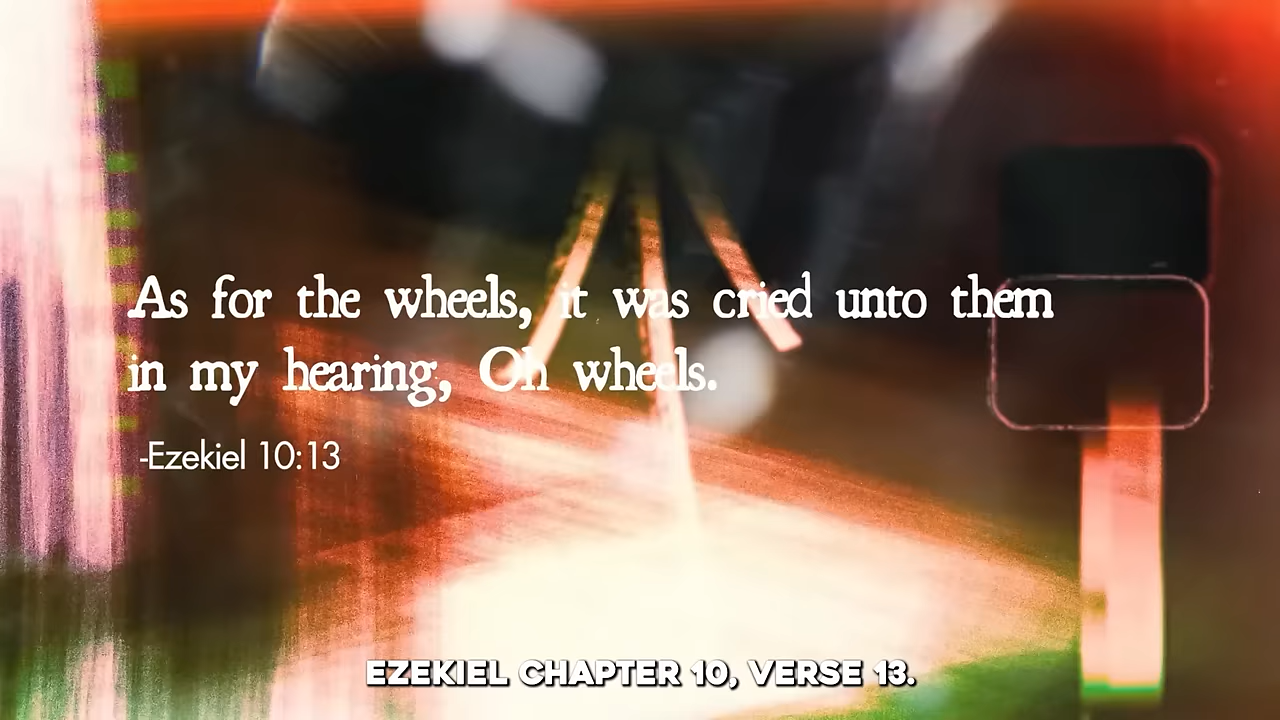 As for the wheels, it was cried unto them
in my hearing, Oh wheels.
-Ezekiel 10:13
EZEKIEL CHAPTER 10, VERSE 13.